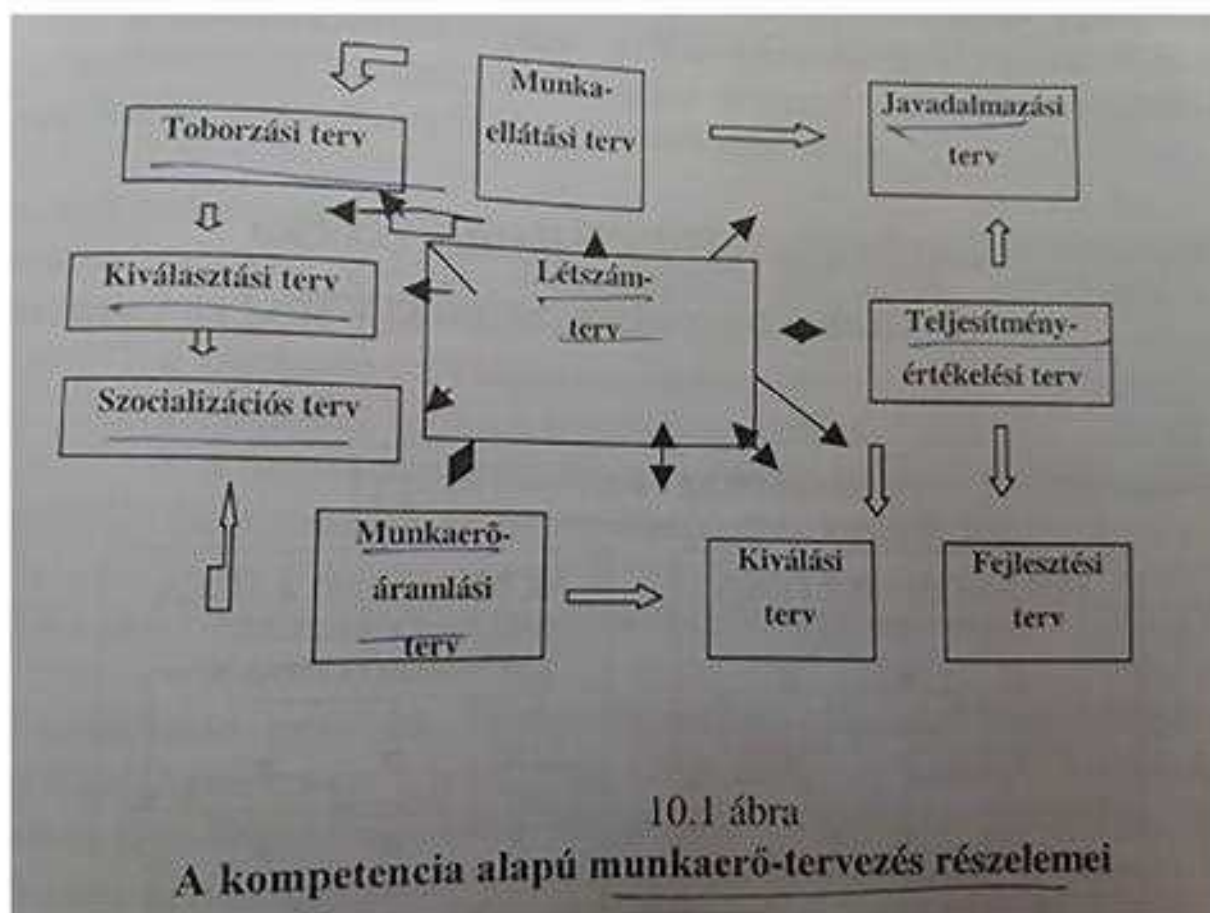 Munka-
ellátási terv
Javadalmazási
terv
Toborzási terv
Kiválasztási terv
Létszám-
terv
Teljesítmény-
értékelési terv
Szocializációs terv
Munkaerő-
áramlási
terv
Kiválási
terv
Fejlesztési
terv
10.1 ábra
A kompetencia alapú munkaerő-tervezés részelemei